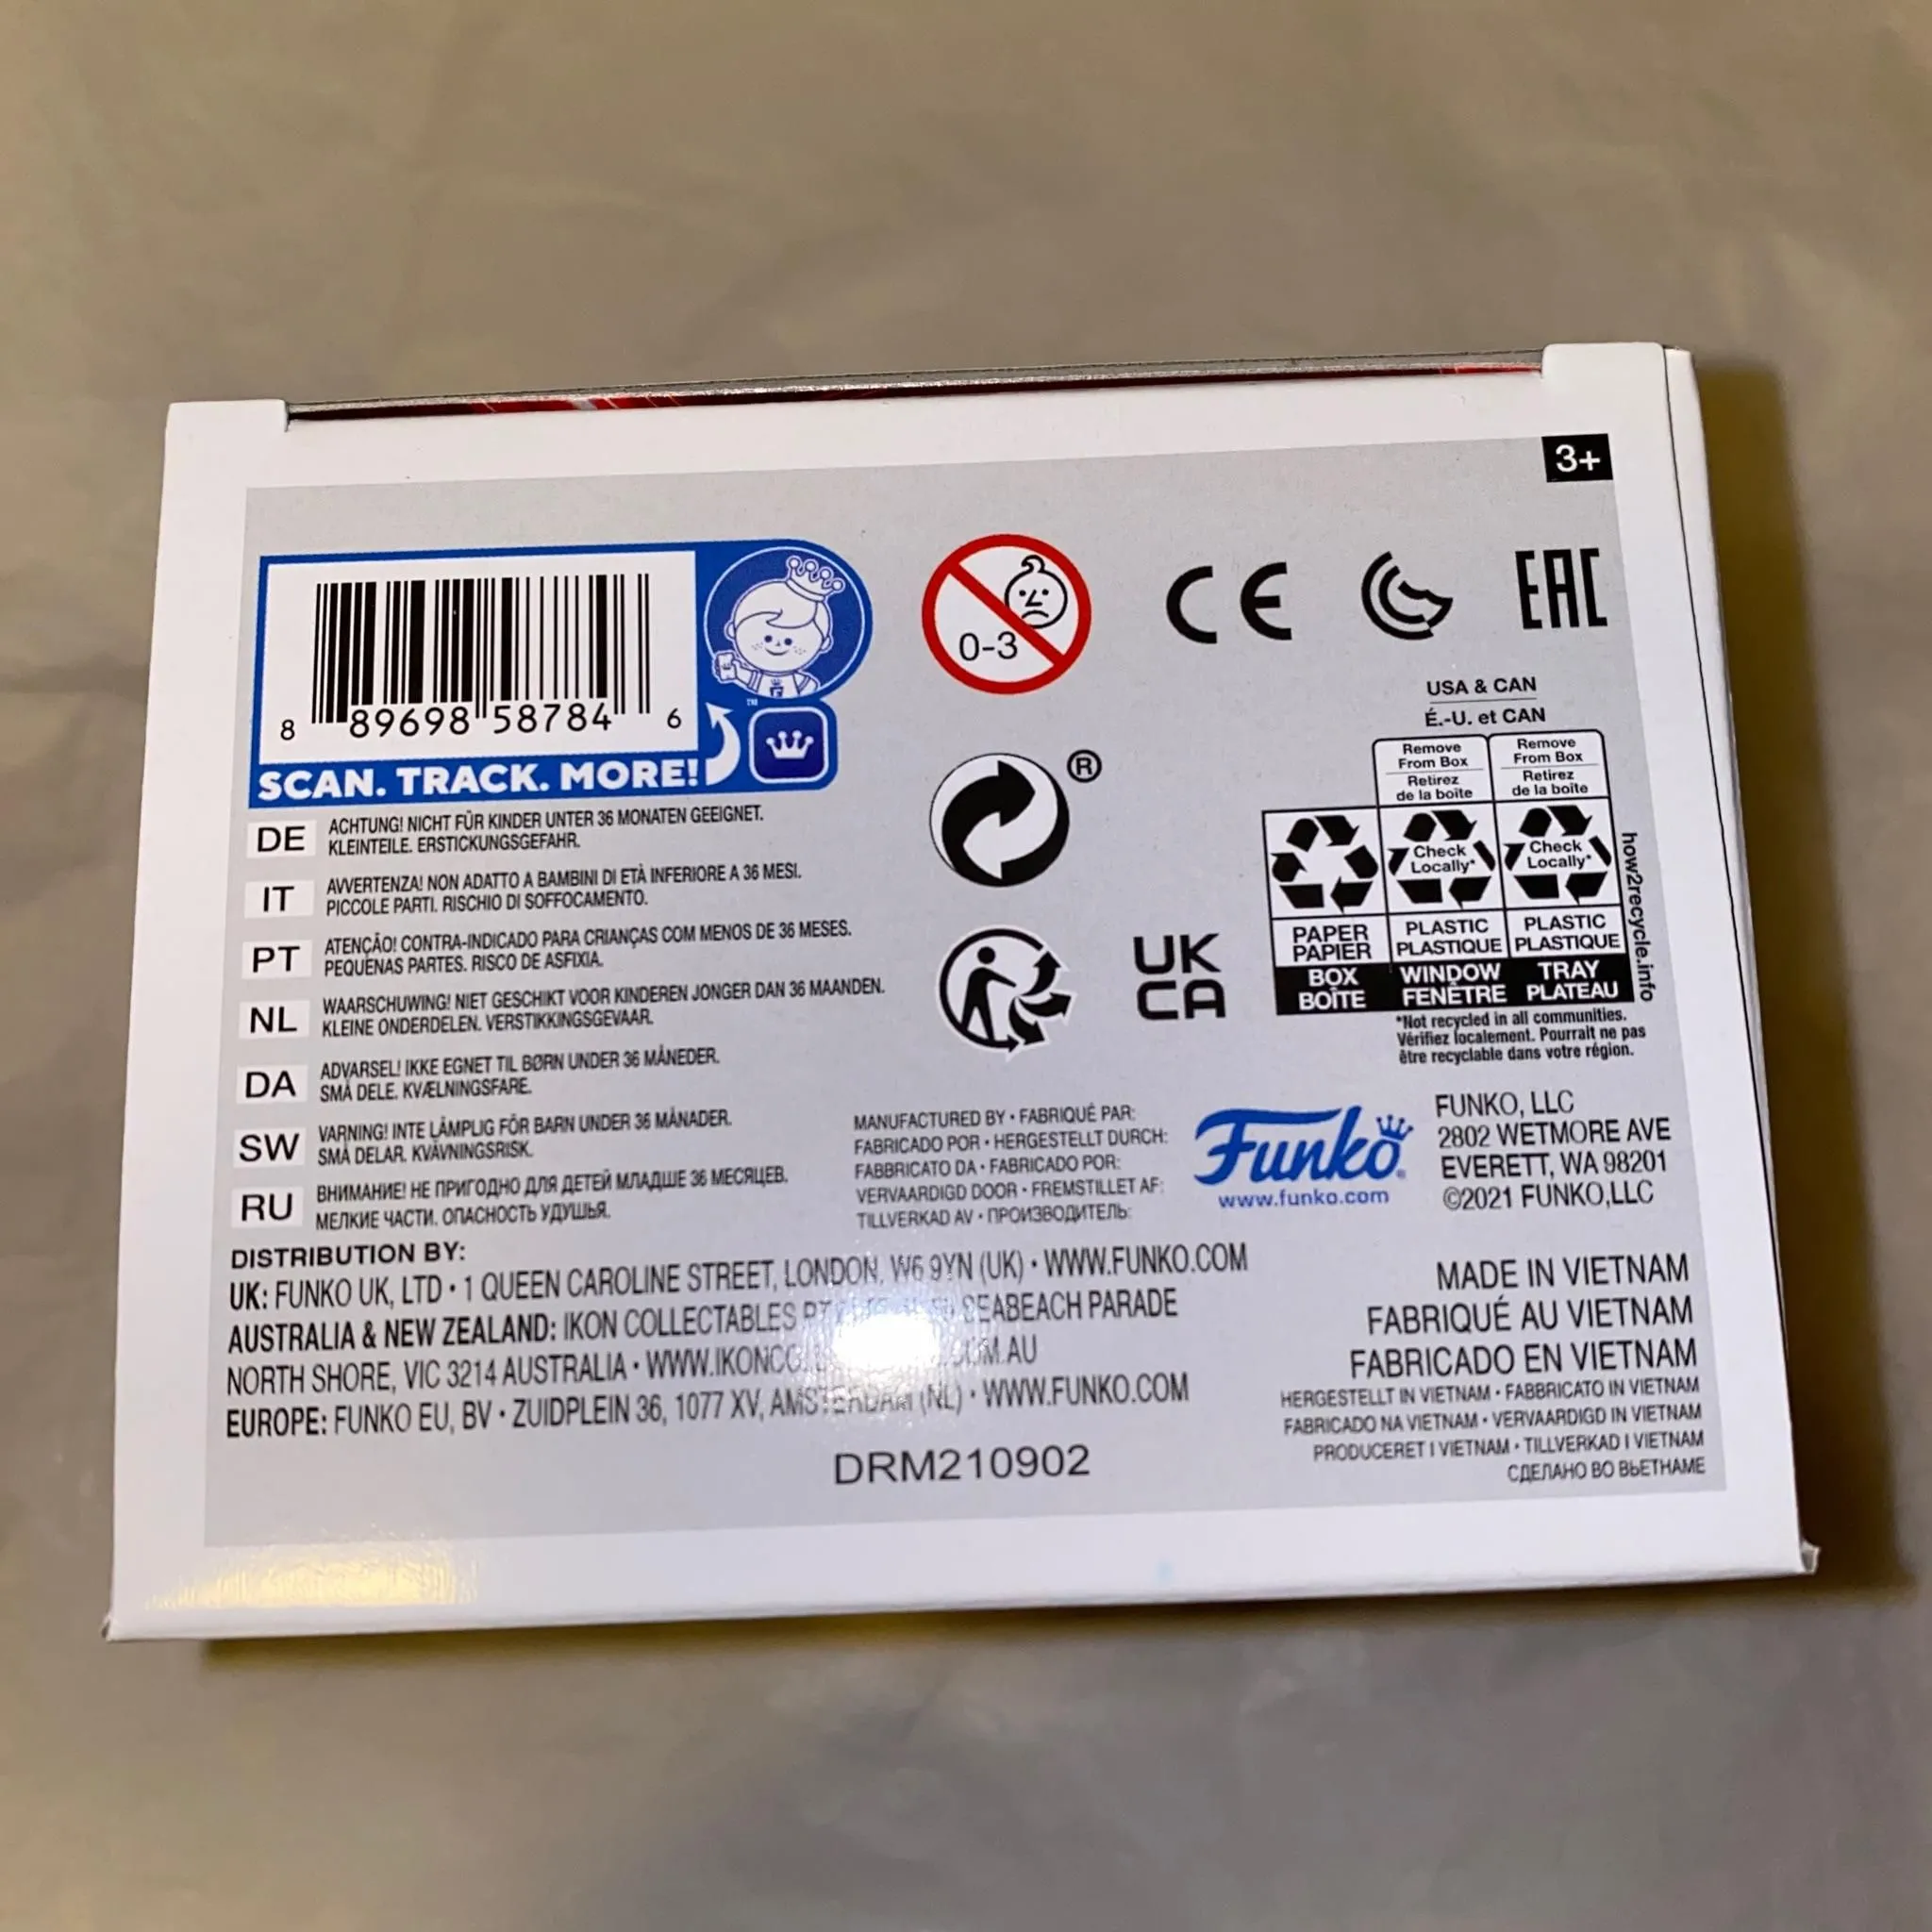 3+
8 89698 58784 6
™
SCAN. TRACK. MORE!
0-3
CE
EAC
®
UK
CA
USA & CAN
É.-U. et CAN
Remove
From Box
Retirez
de la boîte
Remove
From Box
Retirez
de la boîte
Check
Locally*
Check
Locally*
PAPER
PAPIER
PLASTIC
PLASTIQUE
PLASTIC
PLASTIQUE
BOX
BOÎTE
WINDOW
FENÊTRE
TRAY
PLATEAU
how2recycle.info
*Not recycled in all communities.
Vérifiez localement. Pourrait ne pas
être recyclable dans votre région.
DE ACHTUNG! NICHT FÜR KINDER UNTER 36 MONATEN GEEIGNET.
KLEINTEILE. ERSTICKUNGSGEFAHR.
IT AVVERTENZA! NON ADATTO A BAMBINI DI ETÀ INFERIORE A 36 MESI.
PICCOLE PARTI. RISCHIO DI SOFFOCAMENTO.
PT ATENÇÃO! CONTRA-INDICADO PARA CRIANÇAS COM MENOS DE 36 MESES.
PEQUENAS PARTES. RISCO DE ASFIXIA.
NL WAARSCHUWING! NIET GESCHIKT VOOR KINDEREN JONGER DAN 36 MAANDEN.
KLEINE ONDERDELEN. VERSTIKKINGSGEVAAR.
DA ADVARSEL! IKKE EGNET TIL BØRN UNDER 36 MÅNEDER.
SMÅ DELE. KVÆLNINGSFARE.
SW VARNING! INTE LÄMPLIG FÖR BARN UNDER 36 MÅNADER.
SMÅ DELAR. KVÄVNINGSRISK.
RU ВНИМАНИЕ! НЕ ПРИГОДНО ДЛЯ ДЕТЕЙ МЛАДШЕ 36 МЕСЯЦЕВ.
МЕЛКИЕ ЧАСТИ. ОПАСНОСТЬ УДУШЬЯ.
MANUFACTURED BY • FABRIQUÉ PAR:
FABRICADO POR • HERGESTELLT DURCH:
FABBRICATO DA • FABRICADO POR:
VERVAARDIGD DOOR • FREMSTILLET AF:
TILLVERKAD AV • ПРОИЗВОДИТЕЛЬ:
Funko®
www.funko.com
FUNKO, LLC
2802 WETMORE AVE
EVERETT, WA 98201
©2021 FUNKO,LLC
DISTRIBUTION BY:
UK: FUNKO UK, LTD • 1 QUEEN CAROLINE STREET, LONDON, W6 9YN (UK) • WWW.FUNKO.COM
AUSTRALIA & NEW ZEALAND: IKON COLLECTABLES SEABEACH PARADE
NORTH SHORE, VIC 3214 AUSTRALIA •
EUROPE: FUNKO EU, BV • ZUIDPLEIN 36, 1077 XV, AMSTERDAM (NL) • WWW.FUNKO.COM
DRM210902
MADE IN VIETNAM
FABRIQUÉ AU VIETNAM
FABRICADO EN VIETNAM
HERGESTELLT IN VIETNAM • FABBRICATO IN VIETNAM
FABRICADO NA VIETNAM • VERVAARDIGD IN VIETNAM
PRODUCERET I VIETNAM • TILLVERKAD I VIETNAM
СДЕЛАНО ВО ВЬЕТНАМЕ